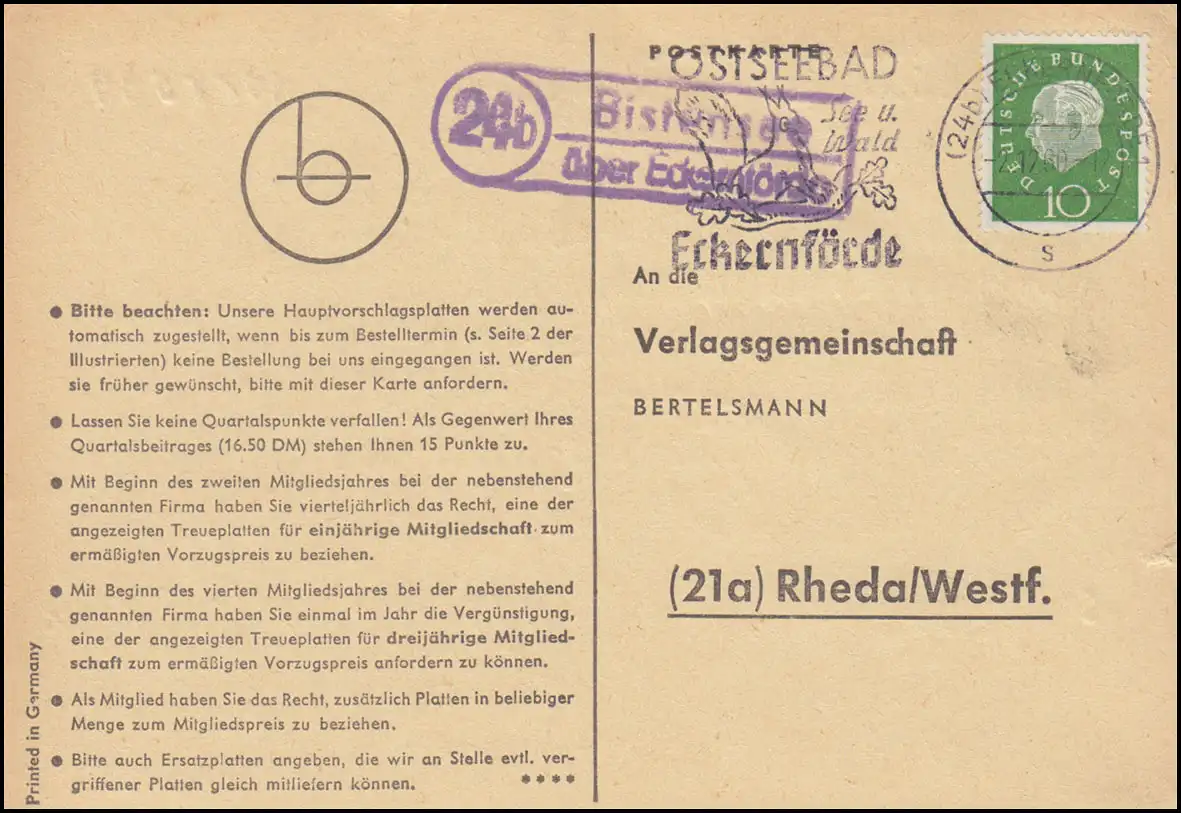 POSTKARTE
OSTSEEBAD
See u.
Wald
Eckernförde
24b
Bistensee
über Eckernförde
DEUTSCHE BUNDESPOST
10
(24b)
S
b
An die
Verlagsgemeinschaft
BERTELSMANN
(21a) Rheda/Westf.
● Bitte beachten: Unsere Hauptvorschlagsplatten werden au-
tomatisch zugestellt, wenn bis zum Bestelltermin (s. Seite 2 der
Illustrierten) keine Bestellung bei uns eingegangen ist. Werden
sie früher gewünscht, bitte mit dieser Karte anfordern.
● Lassen Sie keine Quartalspunkte verfallen! Als Gegenwert Ihres
Quartalsbeitrages (16.50 DM) stehen Ihnen 15 Punkte zu.
● Mit Beginn des zweiten Mitgliedsjahres bei der nebenstehend
genannten Firma haben Sie vierteljährlich das Recht, eine der
angezeigten Treueplatten für einjährige Mitgliedschaft zum
ermäßigten Vorzugspreis zu beziehen.
● Mit Beginn des vierten Mitgliedsjahres bei der nebenstehend
genannten Firma haben Sie einmal im Jahr die Vergünstigung,
eine der angezeigten Treueplatten für dreijährige Mitglied-
schaft zum ermäßigten Vorzugspreis anfordern zu können.
● Als Mitglied haben Sie das Recht, zusätzlich Platten in beliebiger
Menge zum Mitgliedspreis zu beziehen.
● Bitte auch Ersatzplatten angeben, die wir an Stelle evtl. ver-
griffener Platten gleich mitliefern können. ****
Printed in Germany